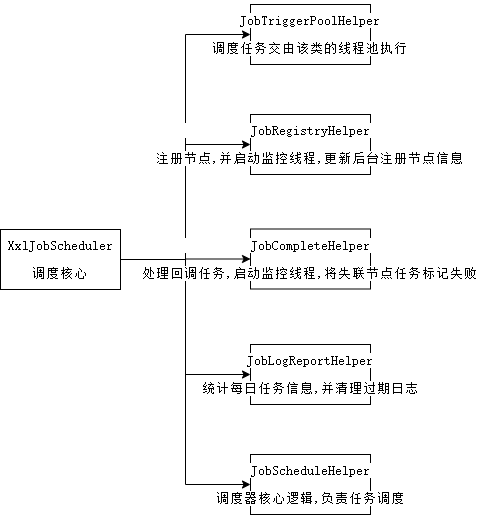 JobTriggerPoolHelper
调度任务交由该类的线程池执行
JobRegistryHelper
注册节点,并启动监控线程,更新后台注册节点信息
XxlJobScheduler
调度核心
JobCompleteHelper
处理回调任务,启动监控线程,将失联节点任务标记失败
JobLogReportHelper
统计每日任务信息,并清理过期日志
JobScheduleHelper
调度器核心逻辑,负责任务调度